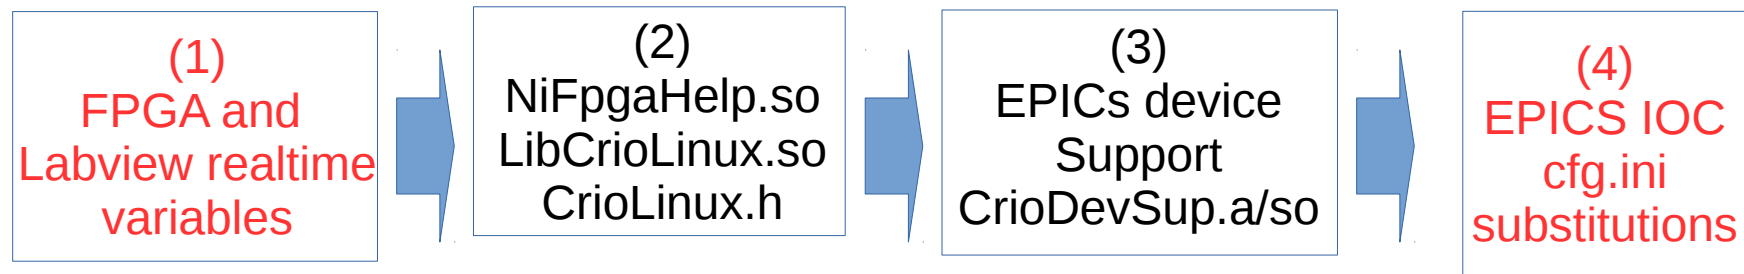 (1)
FPGA and
Labview realtime
variables
(2)
NiFpgaHelp.so
LibCrioLinux.so
CrioLinux.h
(3)
EPICs device
Support
CrioDevSup.a/so
(4)
EPICS IOC
cfg.ini
substitutions